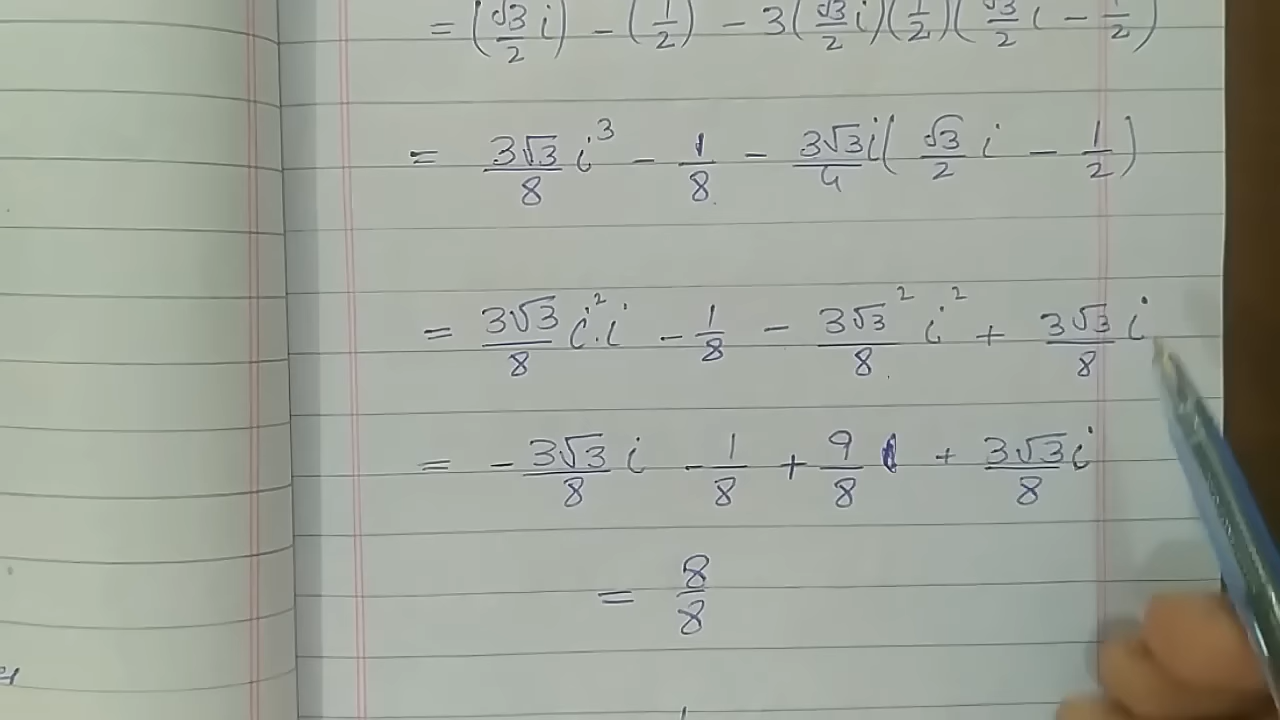 = (√3/2 i) - (1/2) - 3(√3/2 i)(1/2)(√3/2 i - 1/2)
= 3√3/8 i³ - 1/8 - 3√3/4 i(√3/2 i - 1/2)
= 3√3/8 i²·i - 1/8 - 3√3²/8 i² + 3√3/8 i
= - 3√3/8 i - 1/8 + 9/8 + 3√3/8 i
= 8/8